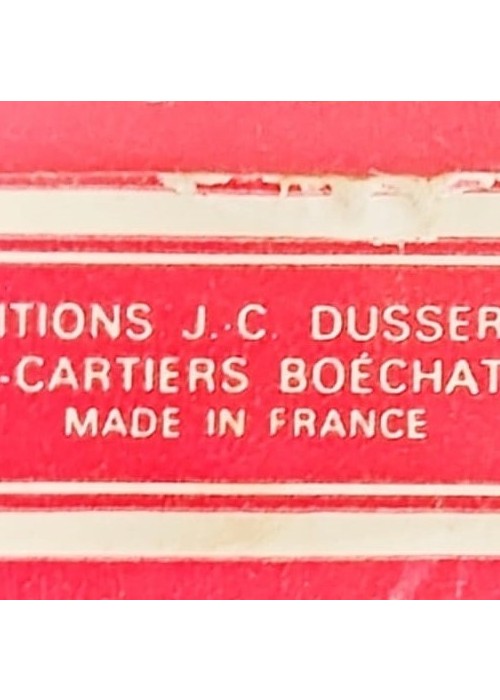 ITIONS J.-C. DUSSER
-CARTIERS BOÉCHAT
MADE IN FRANCE